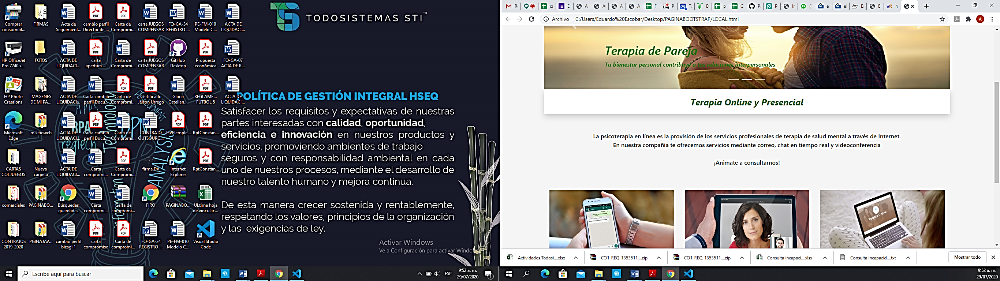 Comprar consumibl...
FIRMAS
Acta de Seguimient...
cambio perfil Director de ...
Carta de Compromi...
carta JUEGOS COMPENSAR
FQ-GA-34 REGISTRO ...
PE-FM-010 Modelo C...
ACTA DE LIQUIDACI...
HP OfficeJet Pro 7740 s...
FOTOS
ACTA DE LIQUIDACI...
carta apertura ...
Carta de Compromi...
carta JUEGOS COMPENSAR
GitHub Desktop
Propuesta económica
FQ-GA-07 ACTA DE R...
HP Photo Creations
IMAGENES DE MI PA...
ACTA DE LIQUIDACI...
Carta cambio perfil Docu...
Carta de Compromi...
Certificado Jeison Urrego
Gloria Catellan...
REGLAME... FUTBOL 5
ACTA DE LIQUIDACI...
Microsoft Edge
misitioweb
ACTA DE LIQUIDACI...
Carta cambio perfil Docu...
Carta de Compromi...
CONTRATO OUTSOURC...
HVElemple...
RptConstan...
CARTAS COLJUEGOS
Nueva carpeta
ACTA DE LIQUIDACI...
Carta compromi...
Carta de Compromi...
firma DV
Internet Explorer
RptConstan...
comerciales
PAGINABO...
Búsquedas guardadas
Carta compromi...
Carta de compromi...
FIRO
PAGINABO...
ULtima hoja de vinculac...
CONTRATOS 2019-2020
PGINAJAV...
cambio perfil bizagi 1
carta compromiso
Carta de compromi...
FQ-GA-34 REGISTRO ...
PE-FM-010 Modelo C...
Visual Studio Code
TODOSISTEMAS STI™
POLÍTICA DE GESTIÓN INTEGRAL HSEQ
Satisfacer los requisitos y expectativas de nuestras
partes interesadas con calidad, oportunidad,
eficiencia e innovación en nuestros productos y
servicios, promoviendo ambientes de trabajo
seguros y con responsabilidad ambiental en cada
uno de nuestros procesos, mediante el desarrollo de
nuestro talento humano y mejora continua.
De esta manera crecer sostenida y rentablemente,
respetando los valores, principios de la organización
y las exigencias de ley.
APPS
RPA
regtech
Technology
DEVELOPMENT
BPM
ANALYSIS
Activar Windows
Ve a Configuración para activar Windo
Escribe aquí para buscar
ESP
9:52 a. m.
29/07/2020
1
Archivo
C:/Users/Eduardo%20Escobar/Desktop/PAGINABOOTSTRAP/LOCAL.html
A
Terapia de Pareja
Tu bienestar personal contribuye a tus relaciones interpersonales
Terapia Online y Presencial
La psicoterapia en línea es la provisión de los servicios profesionales de terapia de salud mental a través de Internet.
En nuestra compañia te ofrecemos servicios mediante correo, chat en tiempo real y videoconferencia
¡Animate a consultarnos!
Terapia Online
Actividades Todosi....xlsx
CO1_REQ_1353511....zip
CO1_REQ_1353511....zip
Consulta incapaci....xlsx
Consulta incapacid....txt
Mostrar todo
9:52 a. m.
29/07/2020